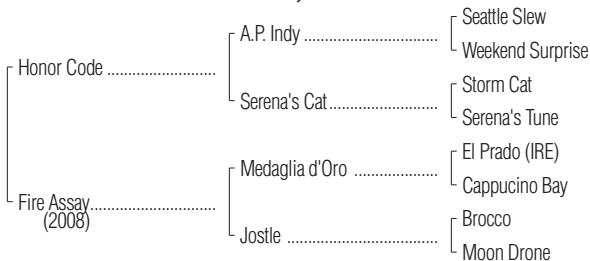 Seattle Slew
A.P. Indy ..............................
Weekend Surprise
Honor Code ........................
Storm Cat
Serena's Cat........................
Serena's Tune
El Prado (IRE)
Medaglia d'Oro ...................
Cappucino Bay
Fire Assay............................
(2008)
Brocco
Jostle ..................................
Moon Drone